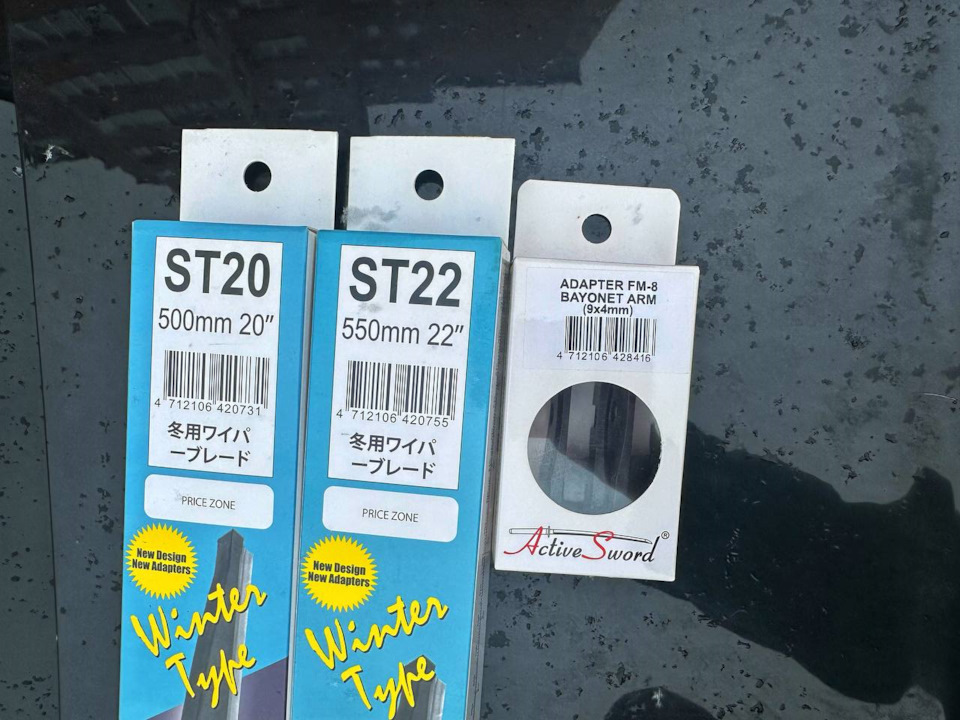 ST20
500mm 20"
4 712106 420731
冬用ワイパ
ーブレード
PRICE ZONE
New Design
New Adapters
Winter
Type
ST22
550mm 22"
4 712106 420755
冬用ワイパ
ーブレード
PRICE ZONE
New Design
New Adapters
Winter
Type
ADAPTER FM-8
BAYONET ARM
(9x4mm)
4 712106 428416
ActiveSword®